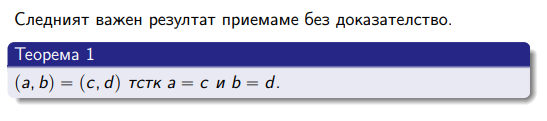 Следният важен резултат приемаме без доказателство.
Теорема 1
(a, b) = (c, d) тстк a = c и b = d.